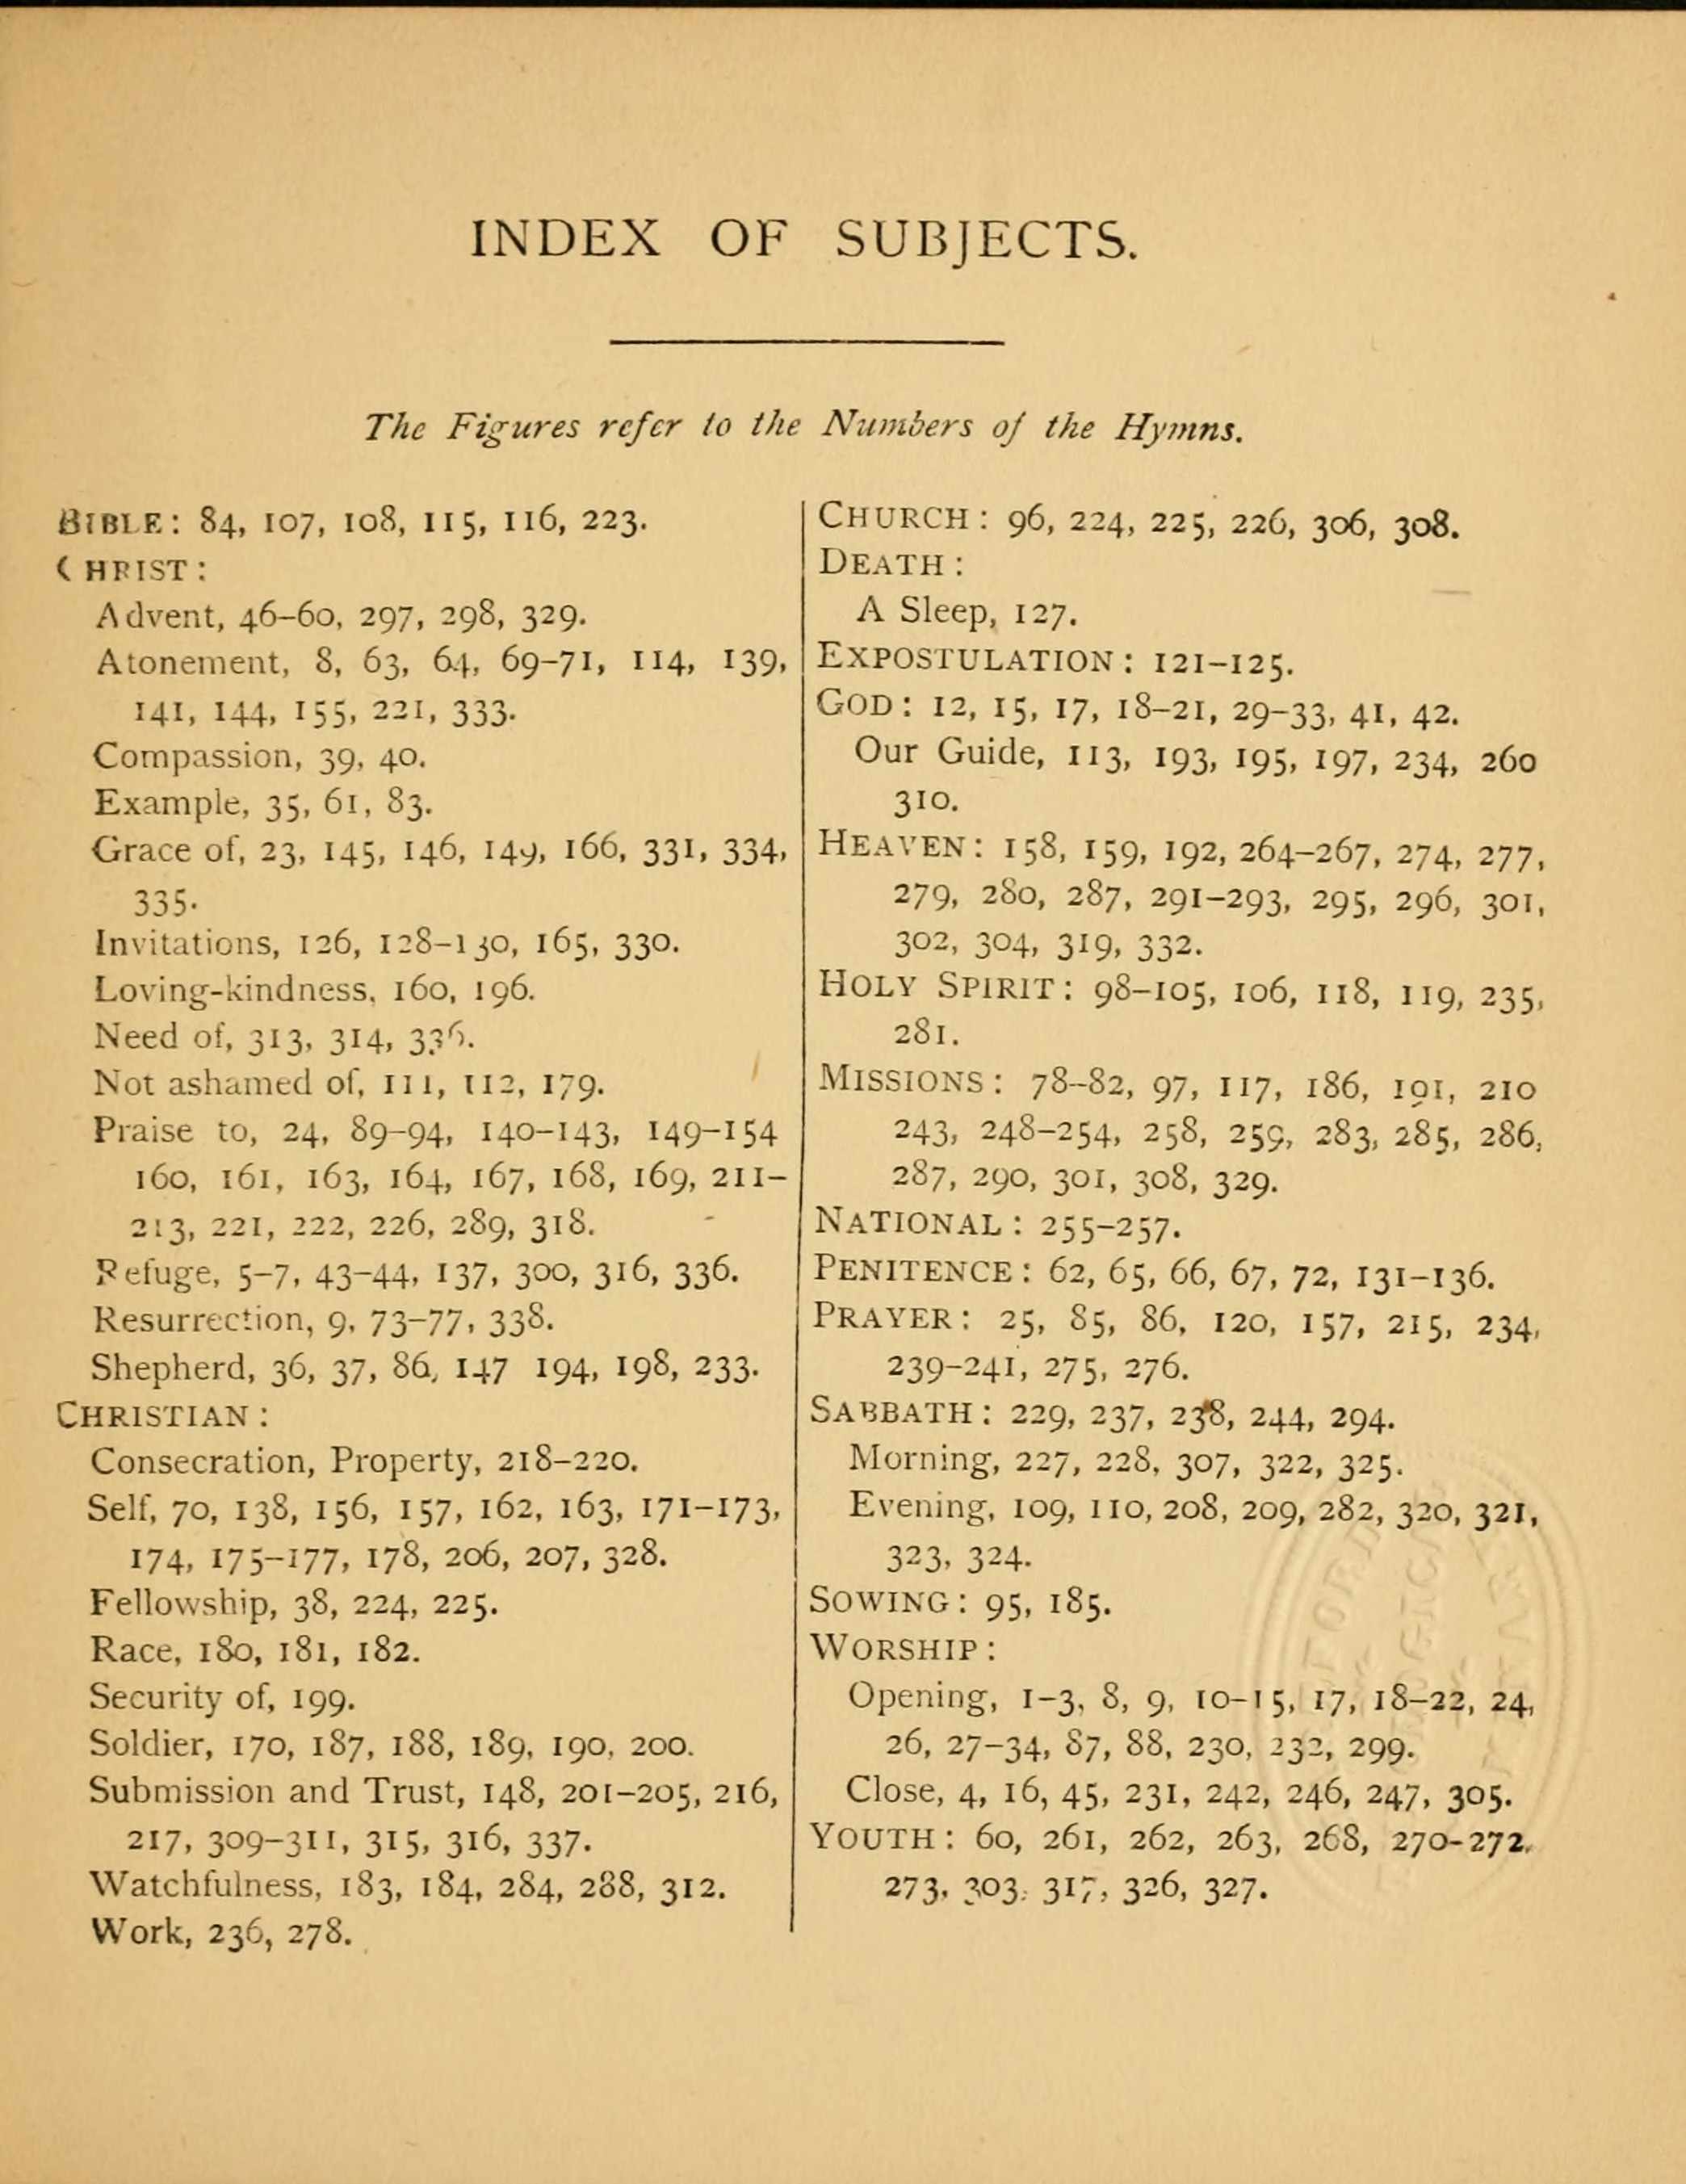 INDEX OF SUBJECTS.
The Figures refer to the Numbers of the Hymns.
BIBLE: 84, 107, 108, 115, 116, 223.
CHRIST:
Advent, 46–60, 297, 298, 329.
Atonement, 8, 63, 64, 69–71, 114, 139,
141, 144, 155, 221, 333.
Compassion, 39, 40.
Example, 35, 61, 83.
Grace of, 23, 145, 146, 149, 166, 331, 334,
335.
Invitations, 126, 128–130, 165, 330.
Loving-kindness, 160, 196.
Need of, 313, 314, 336.
Not ashamed of, 111, 112, 179.
Praise to, 24, 89–94, 140–143, 149–154
160, 161, 163, 164, 167, 168, 169, 211–
213, 221, 222, 226, 289, 318.
Refuge, 5–7, 43–44, 137, 300, 316, 336.
Resurrection, 9, 73–77, 338.
Shepherd, 36, 37, 86, 147 194, 198, 233.
CHRISTIAN:
Consecration, Property, 218–220.
Self, 70, 138, 156, 157, 162, 163, 171–173,
174, 175–177, 178, 206, 207, 328.
Fellowship, 38, 224, 225.
Race, 180, 181, 182.
Security of, 199.
Soldier, 170, 187, 188, 189, 190, 200.
Submission and Trust, 148, 201–205, 216,
217, 309–311, 315, 316, 337.
Watchfulness, 183, 184, 284, 288, 312.
Work, 236, 278.
CHURCH: 96, 224, 225, 226, 306, 308.
DEATH:
A Sleep, 127.
EXPOSTULATION: 121–125.
GOD: 12, 15, 17, 18–21, 29–33, 41, 42.
Our Guide, 113, 193, 195, 197, 234, 260
310.
HEAVEN: 158, 159, 192, 264–267, 274, 277,
279, 280, 287, 291–293, 295, 296, 301,
302, 304, 319, 332.
HOLY SPIRIT: 98–105, 106, 118, 119, 235,
281.
MISSIONS: 78–82, 97, 117, 186, 191, 210
243, 248–254, 258, 259, 283, 285, 286,
287, 290, 301, 308, 329.
NATIONAL: 255–257.
PENITENCE: 62, 65, 66, 67, 72, 131–136.
PRAYER: 25, 85, 86, 120, 157, 215, 234,
239–241, 275, 276.
SABBATH: 229, 237, 238, 244, 294.
Morning, 227, 228, 307, 322, 325.
Evening, 109, 110, 208, 209, 282, 320, 321,
323, 324.
SOWING: 95, 185.
WORSHIP:
Opening, 1–3, 8, 9, 10–15, 17, 18–22, 24,
26, 27–34, 87, 88, 230, 232, 299.
Close, 4, 16, 45, 231, 242, 246, 247, 305.
YOUTH: 60, 261, 262, 263, 268, 270–272,
273, 303, 317, 326, 327.